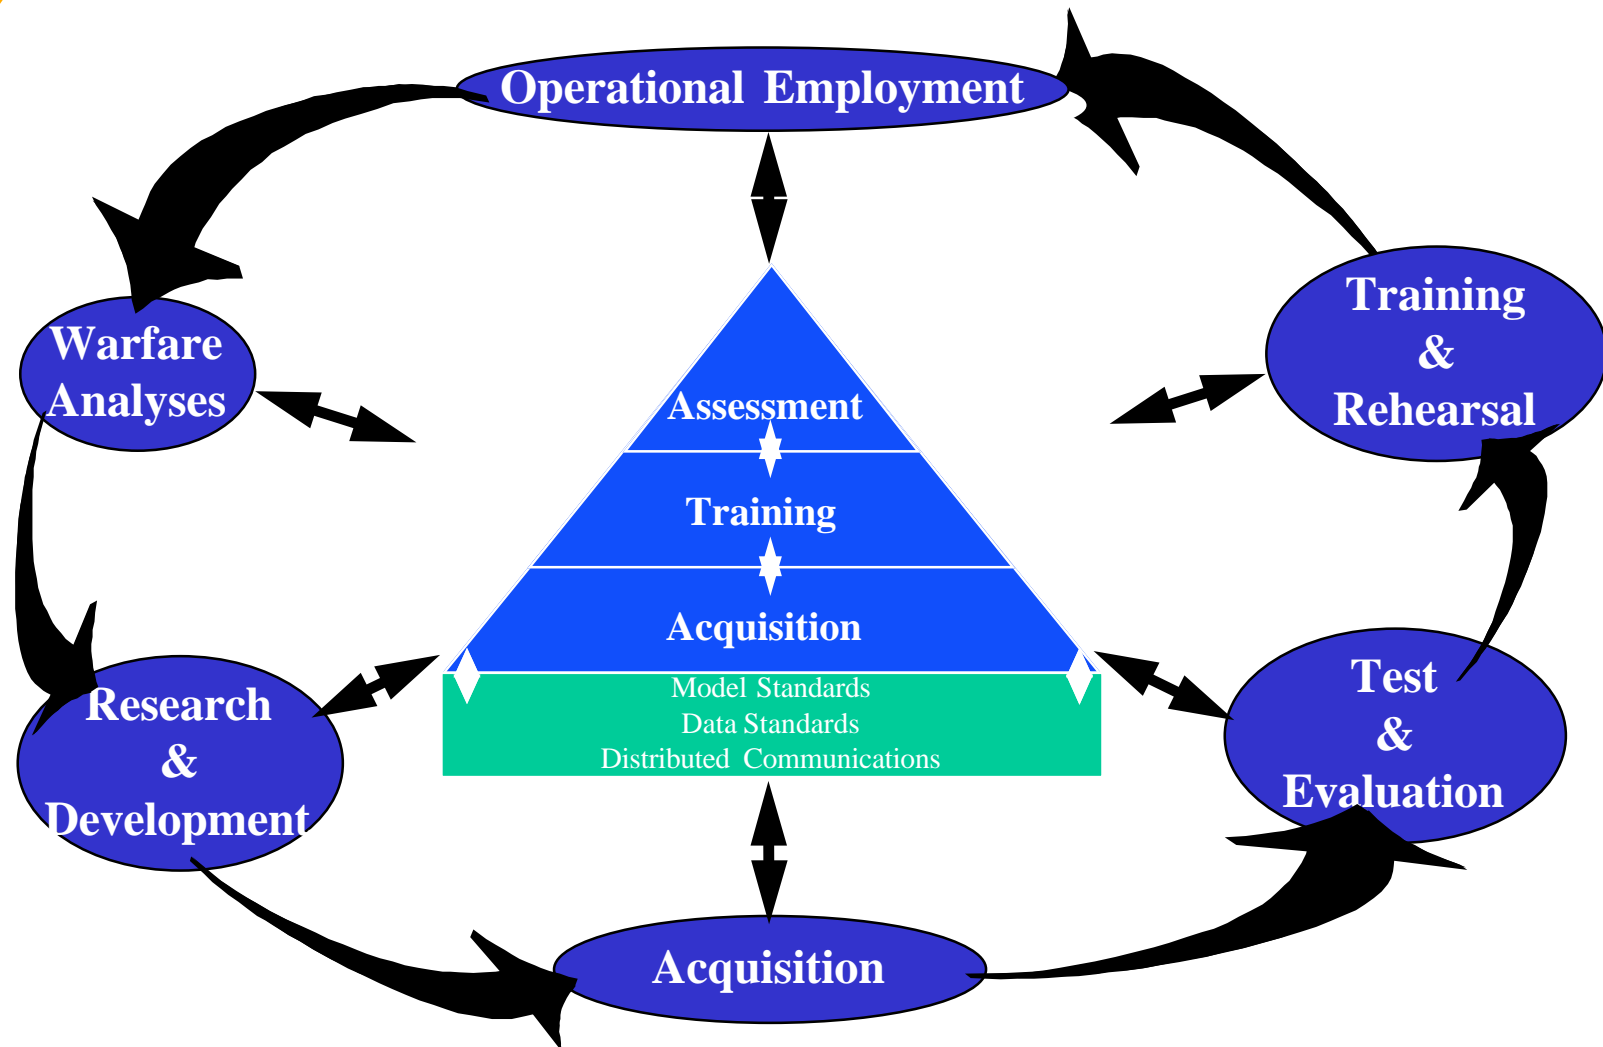 Operational Employment
Warfare
Analyses
Training
&
Rehearsal
Assessment
Training
Acquisition
Model Standards
Data Standards
Distributed Communications
Research
&
Development
Test
&
Evaluation
Acquisition